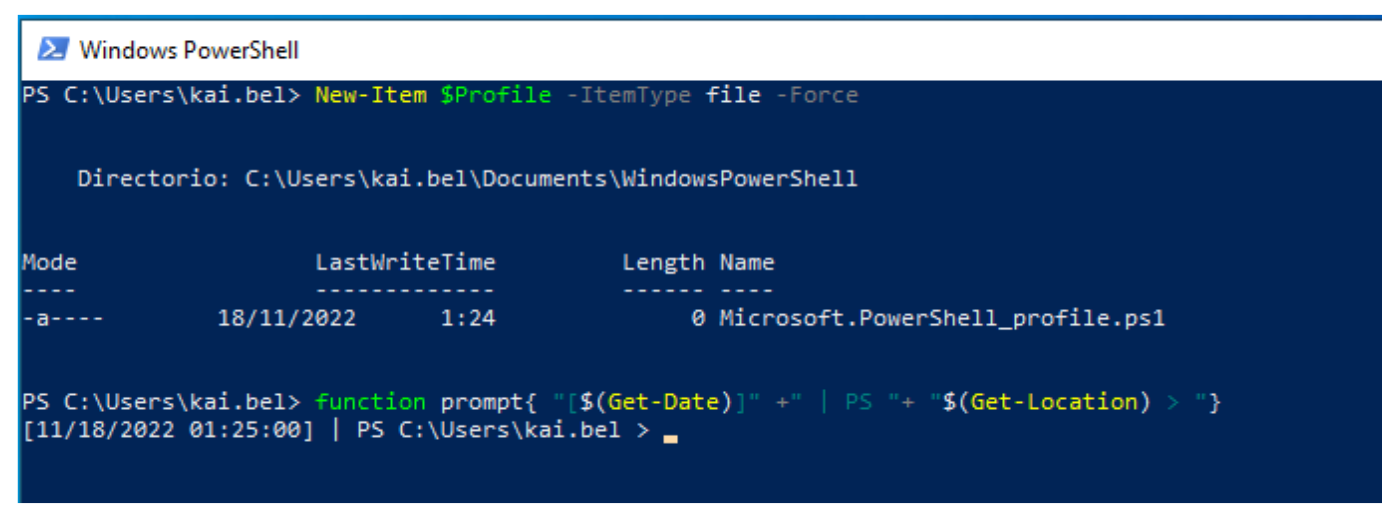 Windows PowerShell
PS C:\Users\kai.bel> New-Item $Profile -ItemType file -Force
Directorio: C:\Users\kai.bel\Documents\WindowsPowerShell
Mode                LastWriteTime         Length Name
----                -------------         ------ ----
-a----       18/11/2022      1:24              0 Microsoft.PowerShell_profile.ps1
PS C:\Users\kai.bel> function prompt{ "[$(Get-Date)]" +" | PS "+ "$(Get-Location) > "}
[11/18/2022 01:25:00] | PS C:\Users\kai.bel >